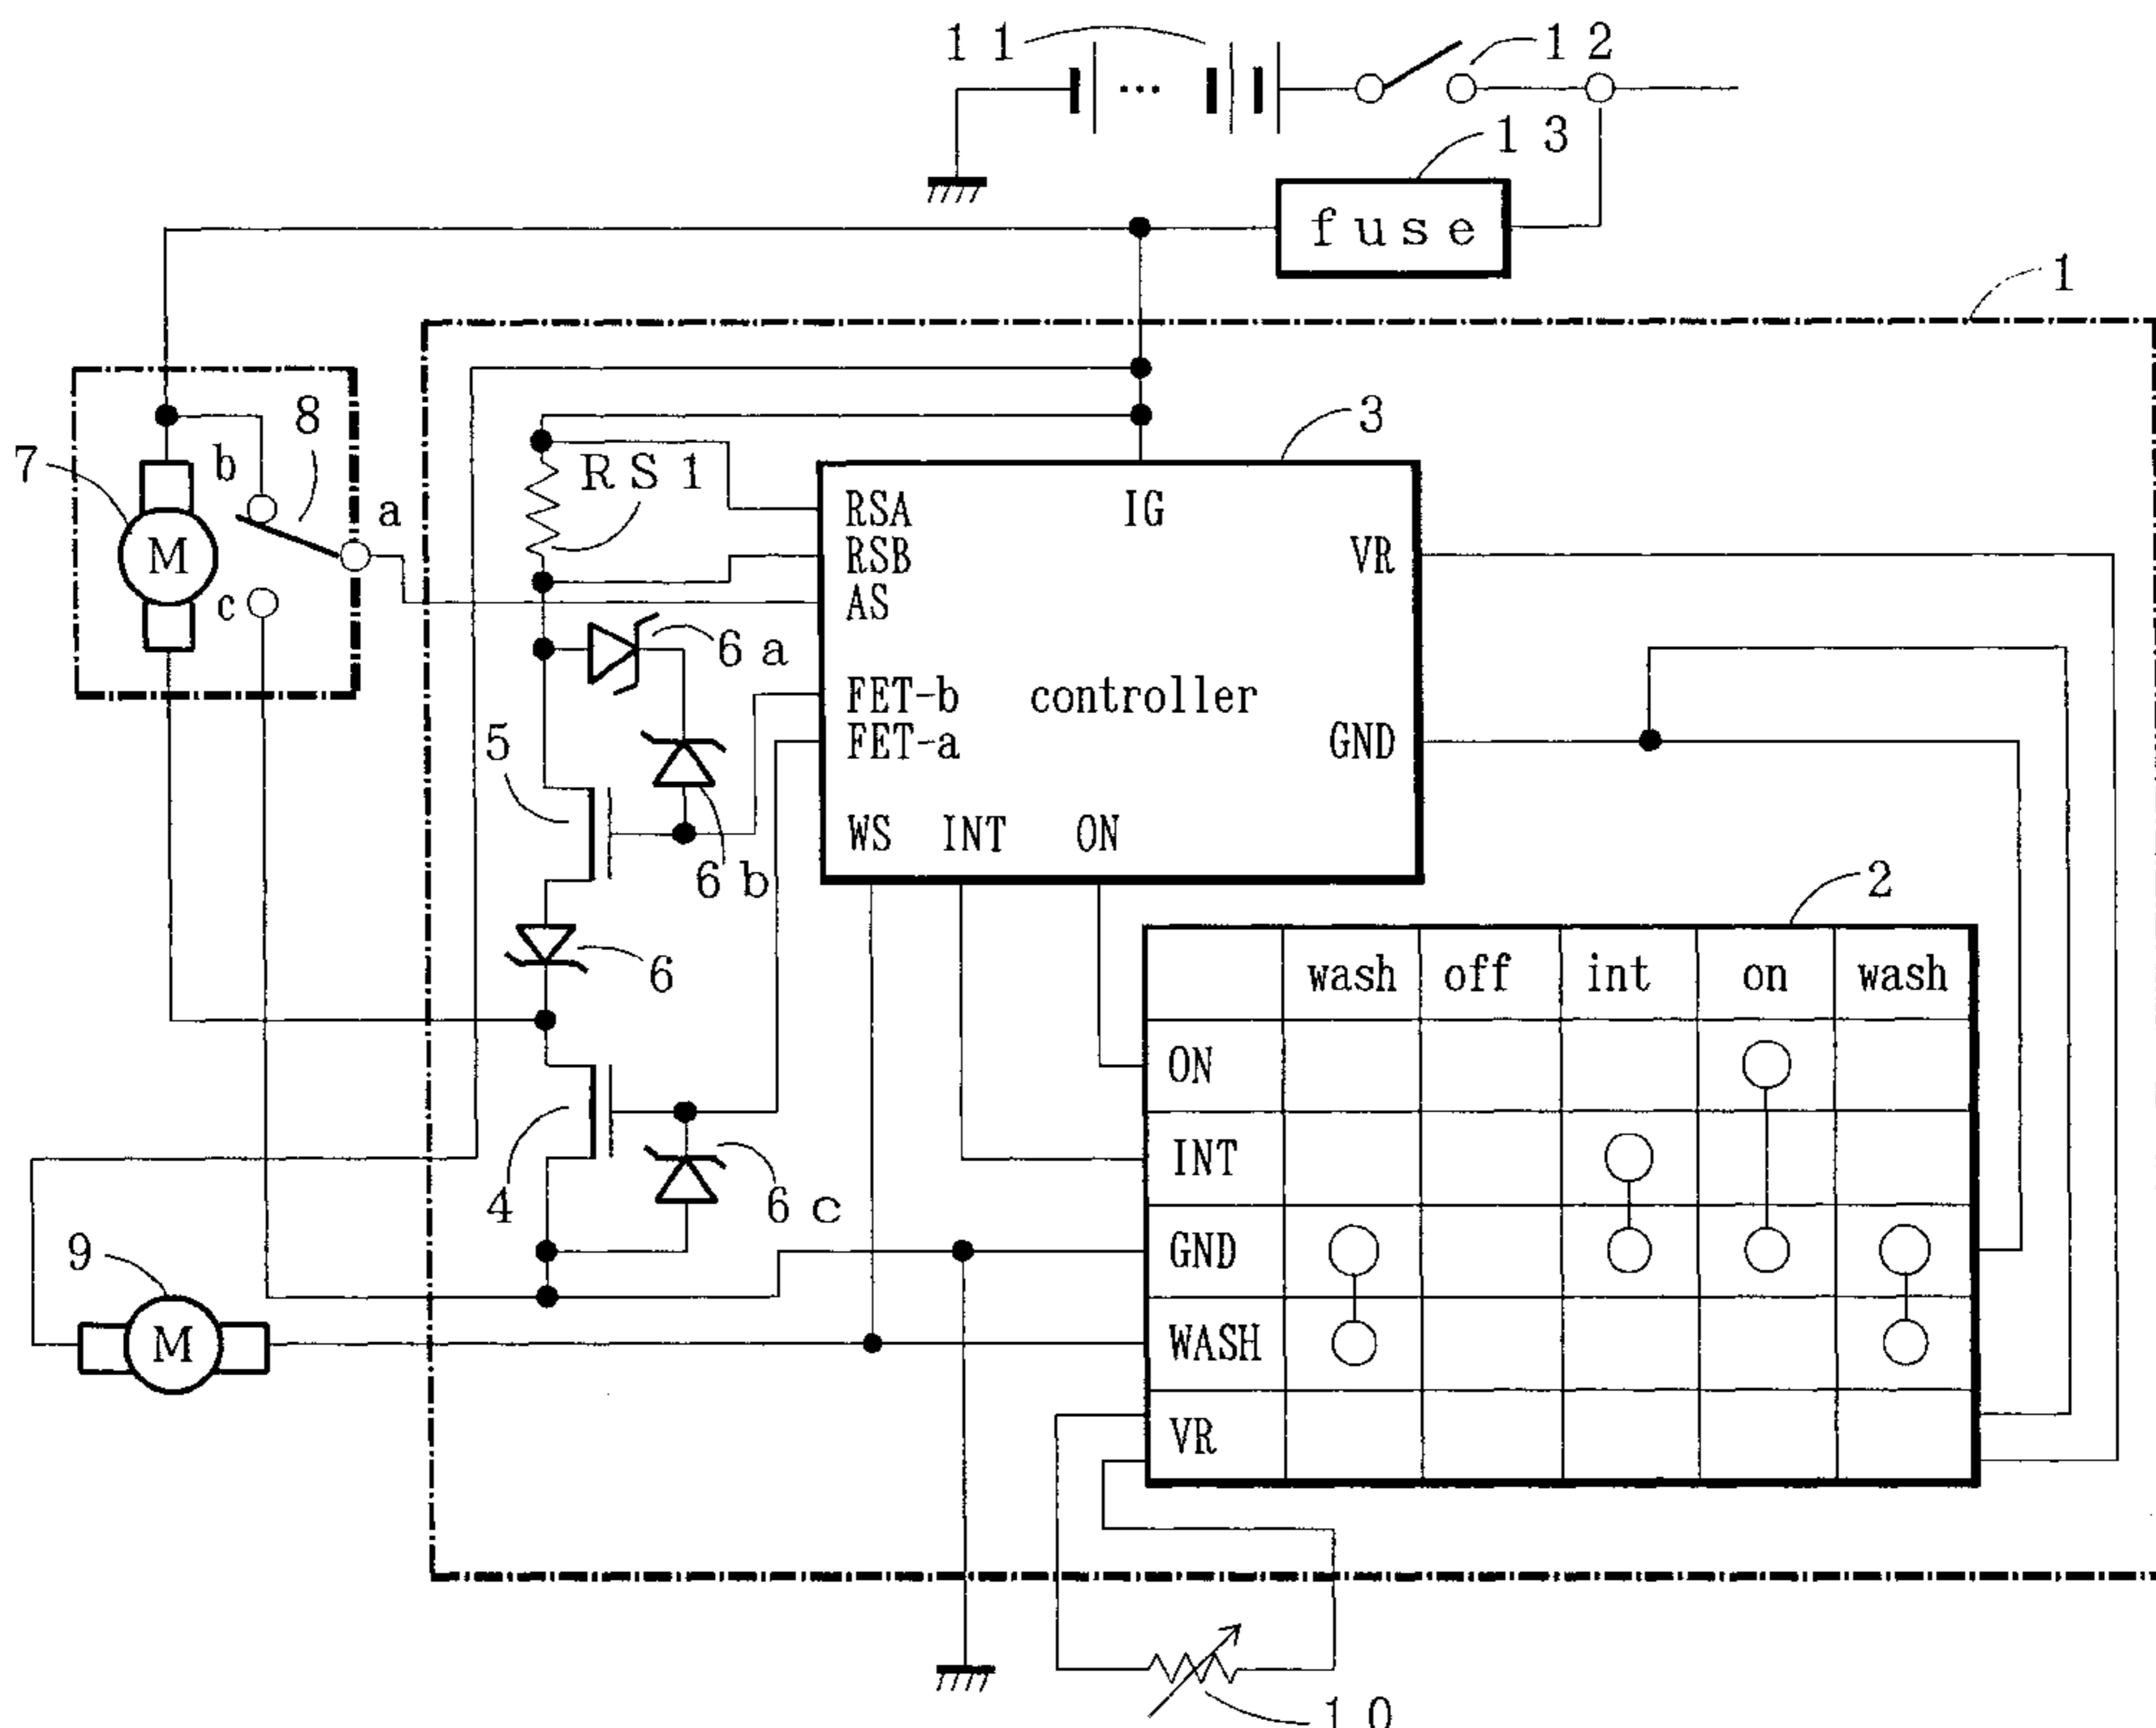 11
12
13
fuse
1
8
3
7
b
a
RS1
RSA
IG
RSB
VR
AS
c
6a
FET-b
controller
FET-a
GND
5
WS
INT
ON
6b
2
6
wash
off
int
on
wash
ON
INT
4
6c
GND
9
M
WASH
VR
10
M